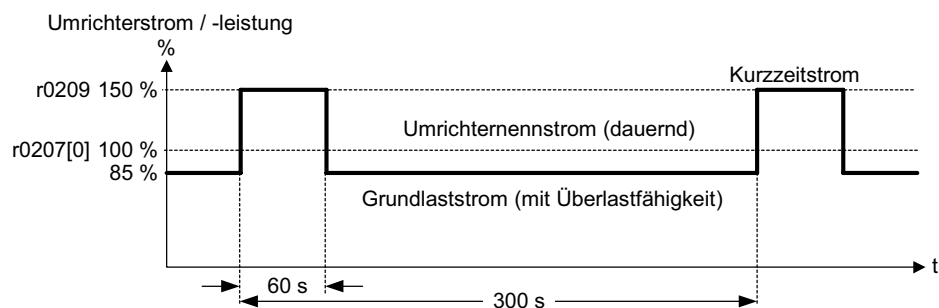 Umrichterstrom / -leistung
%
r0209 150 %
Kurzzeitstrom
Umrichternennstrom (dauernd)
r0207[0] 100 %
85 %
Grundlaststrom (mit Überlastfähigkeit)
t
60 s
300 s